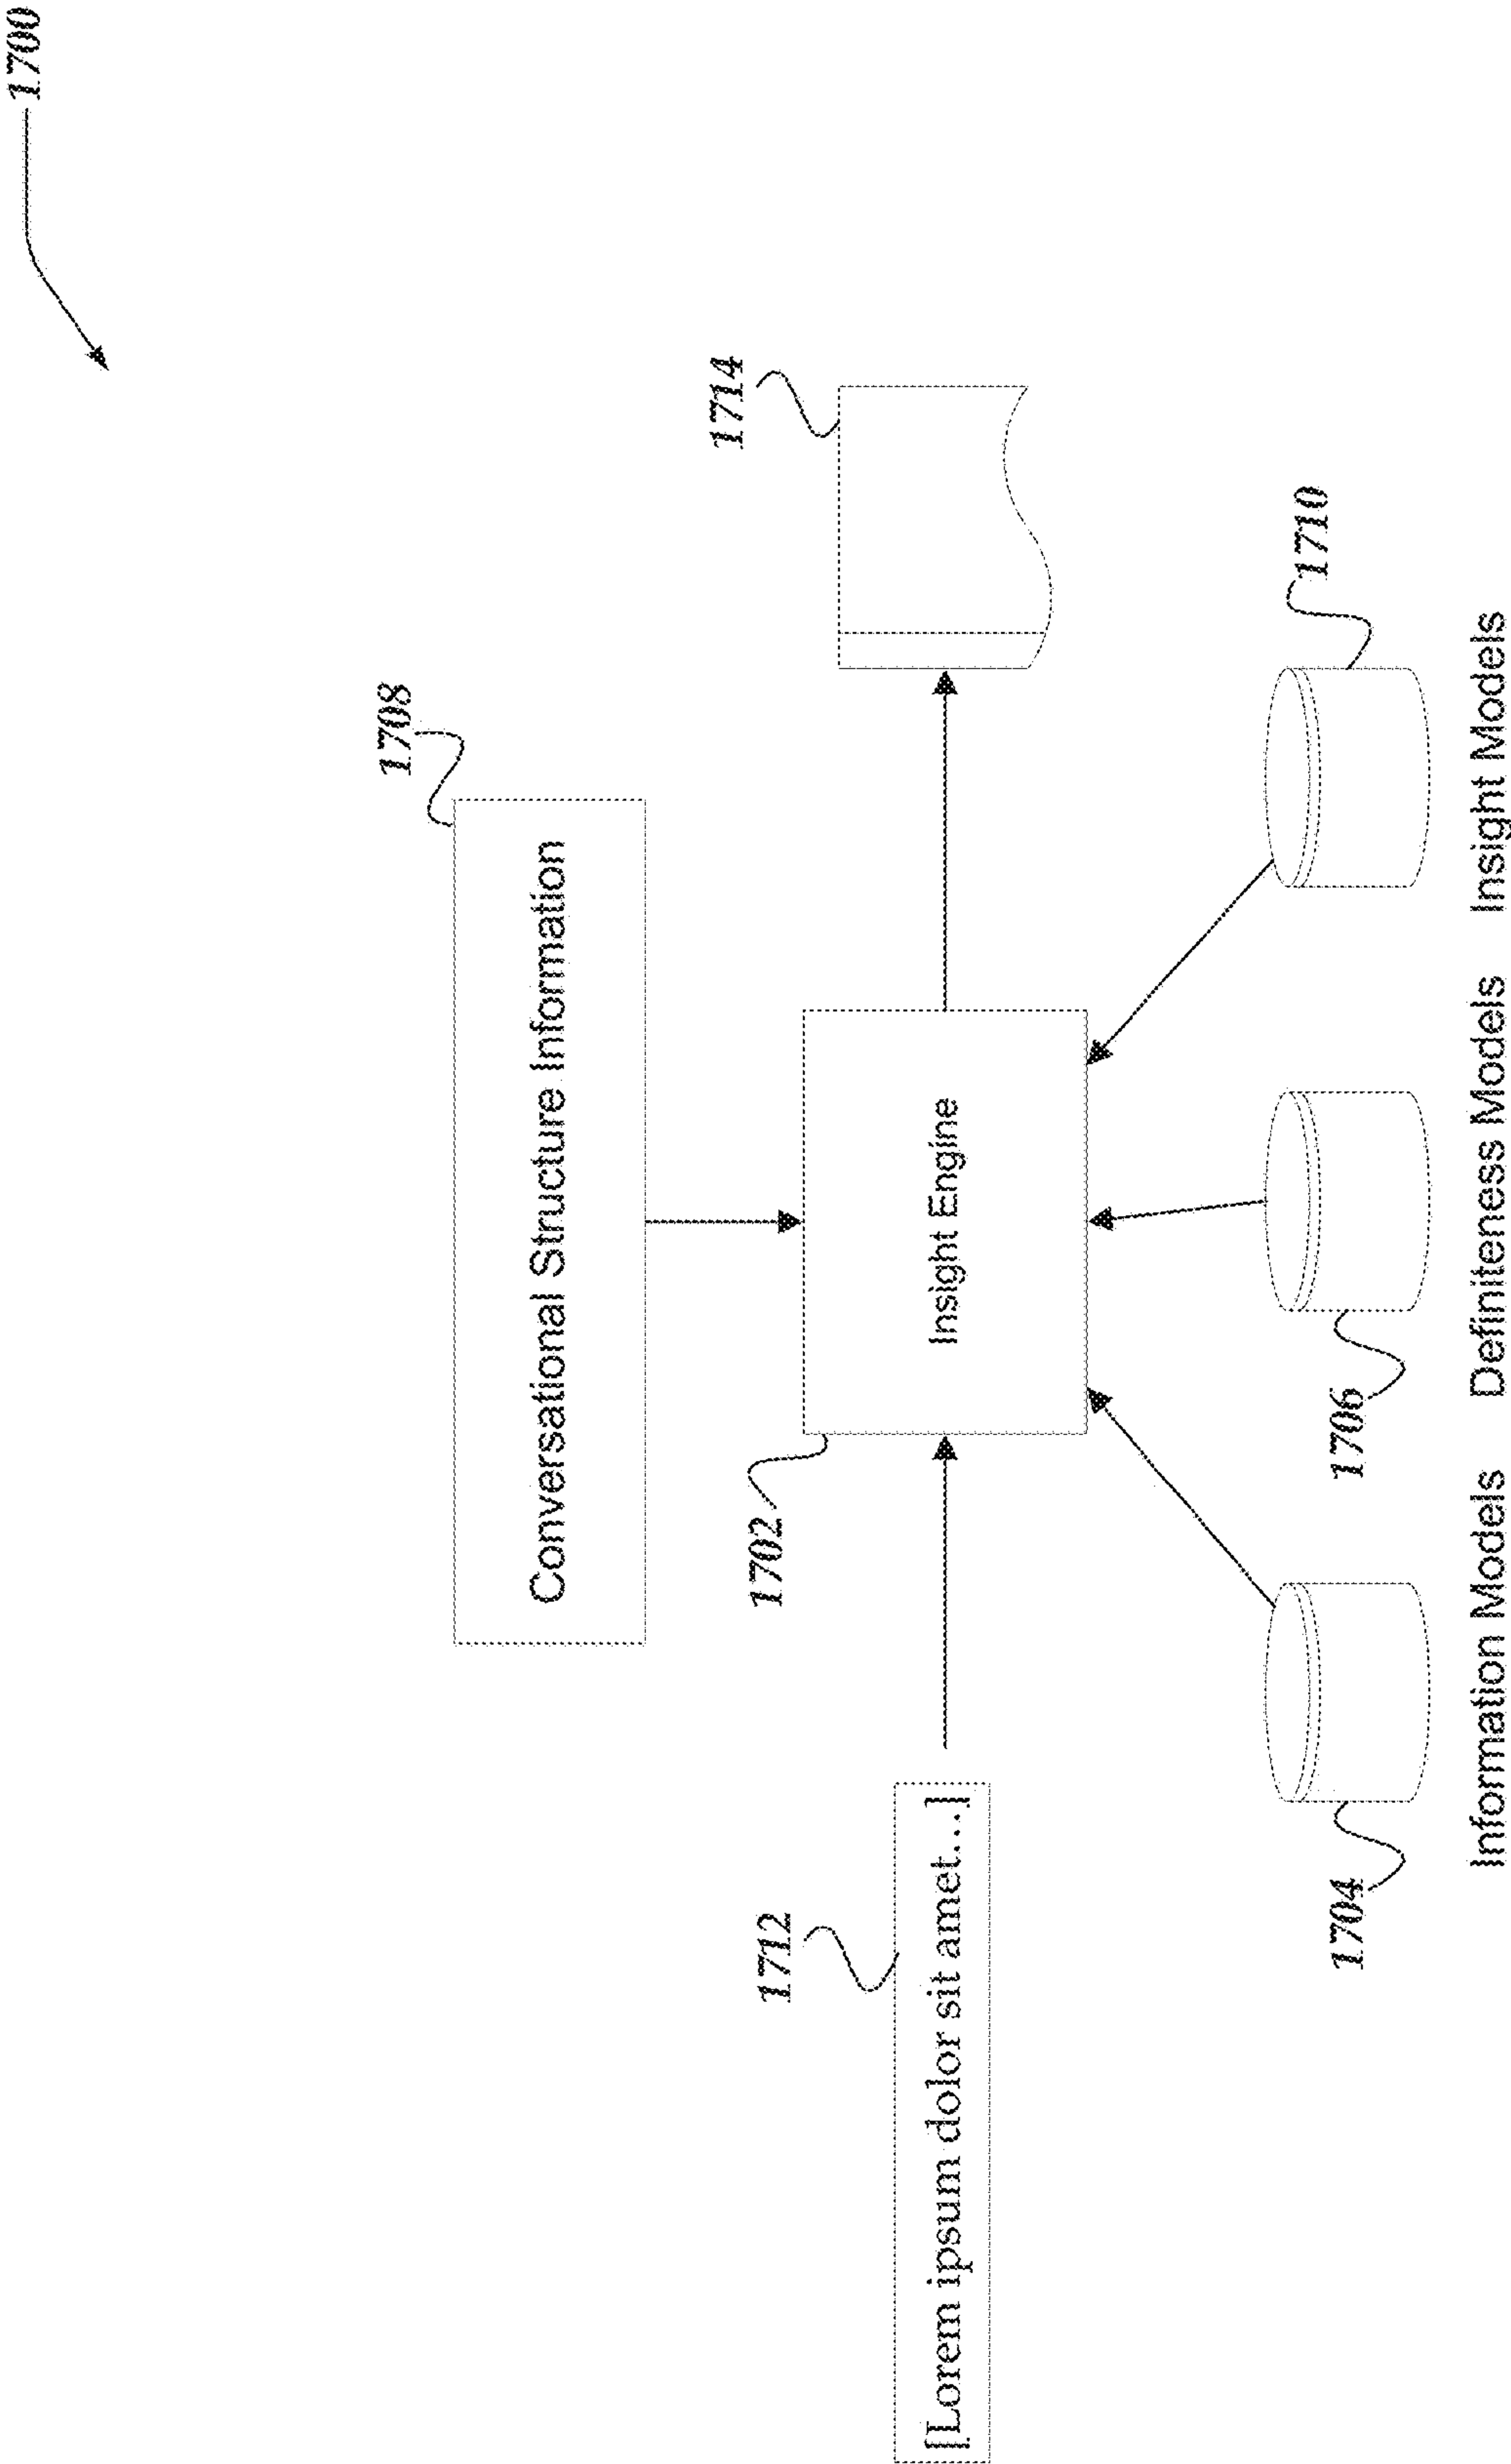 1700
1708
Conversational Structure Information
1702
1714
1712
[Lorem ipsum dolor sit amet...]
Insight Engine
1704
1706
1710
Information Models
Definiteness Models
Insight Models